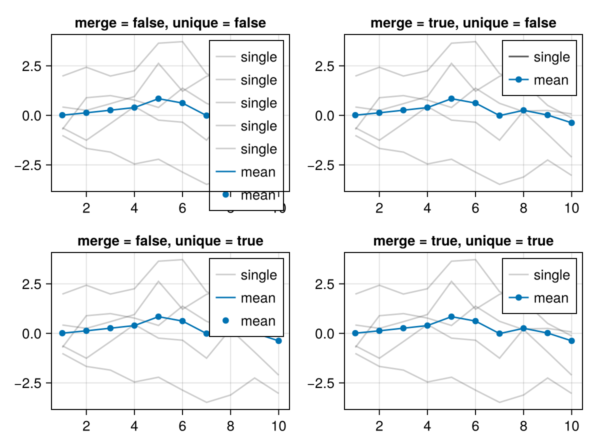 merge = false, unique = false
single
single
single
single
single
mean
mean
2.5
0.0
−2.5
2 4 6 8 10
merge = true, unique = false
single
mean
2.5
0.0
−2.5
2 4 6 8 10
merge = false, unique = true
single
mean
mean
2.5
0.0
−2.5
2 4 6 8 10
merge = true, unique = true
single
mean
2.5
0.0
−2.5
2 4 6 8 10